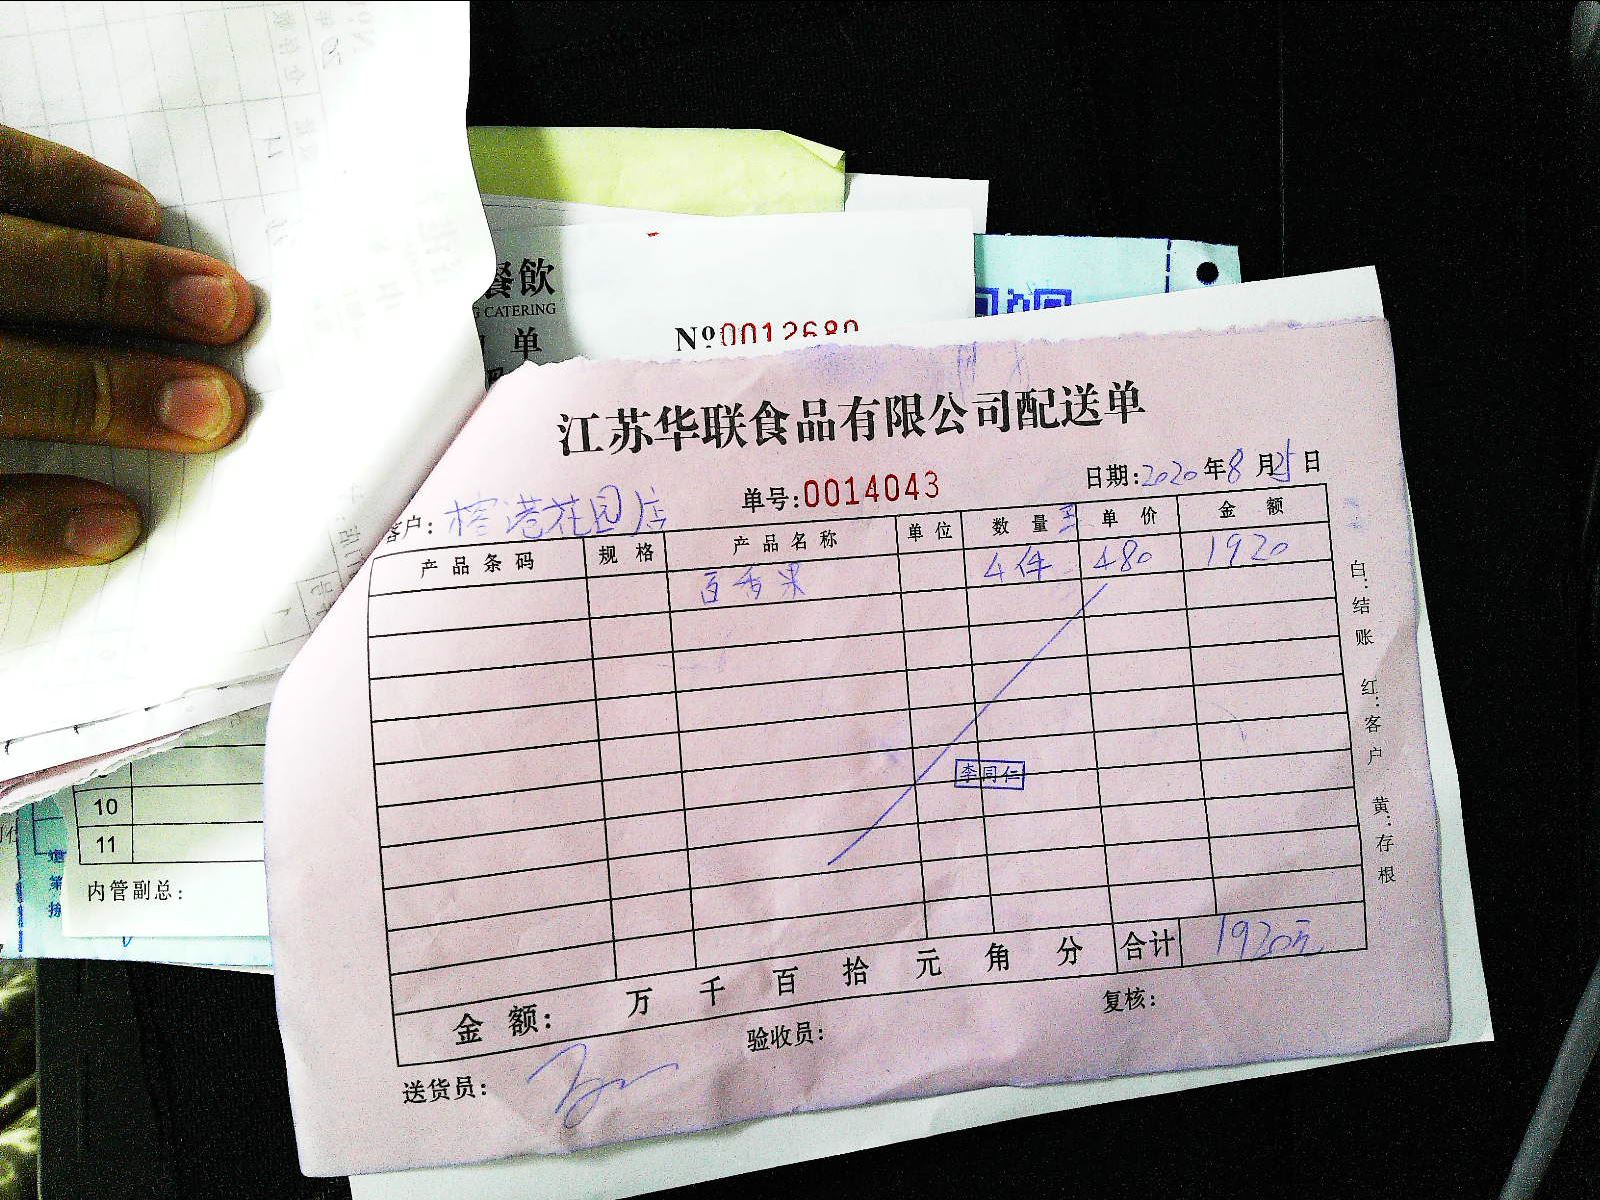 餐飲
CATERING
单
№0012680
江苏华联食品有限公司配送单
单号:0014043
日期:2020年8月25日
客户:榕港花园店
产品条码 规格 产品名称 单位 数量 单价 金额
百香果 4件 480 1920
李同仁
合计 1920元
金额: 万 千 百 拾 元 角 分
送货员:
验收员:
复核:
白:结账 红:客户 黄:存根
10
11
内管副总: